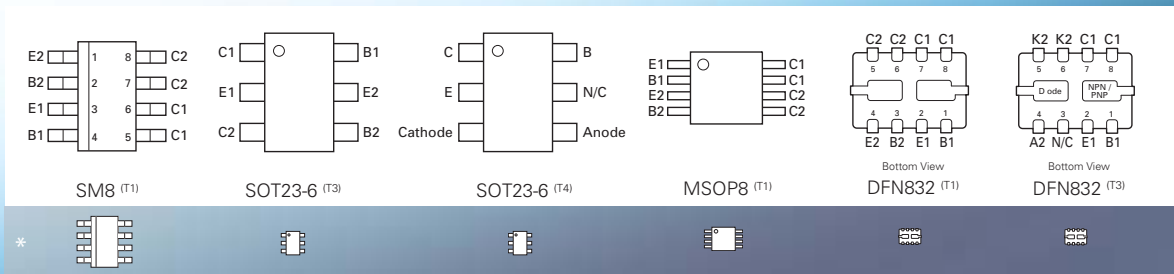 E2 1 8 C2
B2 2 7 C2
E1 3 6 C1
B1 4 5 C1
SM8 (T1)
C1 B1
E1 E2
C2 B2
SOT23-6 (T3)
C B
E N/C
Cathode Anode
SOT23-6 (T4)
E1 C1
B1 C1
E2 C2
B2 C2
MSOP8 (T1)
C2 C2 C1 C1
5 6 7 8
4 3 2 1
E2 B2 E1 B1
Bottom View
DFN832 (T1)
K2 K2 C1 C1
5 6 7 8
D ode NPN /
PNP
4 3 2 1
A2 N/C E1 B1
Bottom View
DFN832 (T3)
*